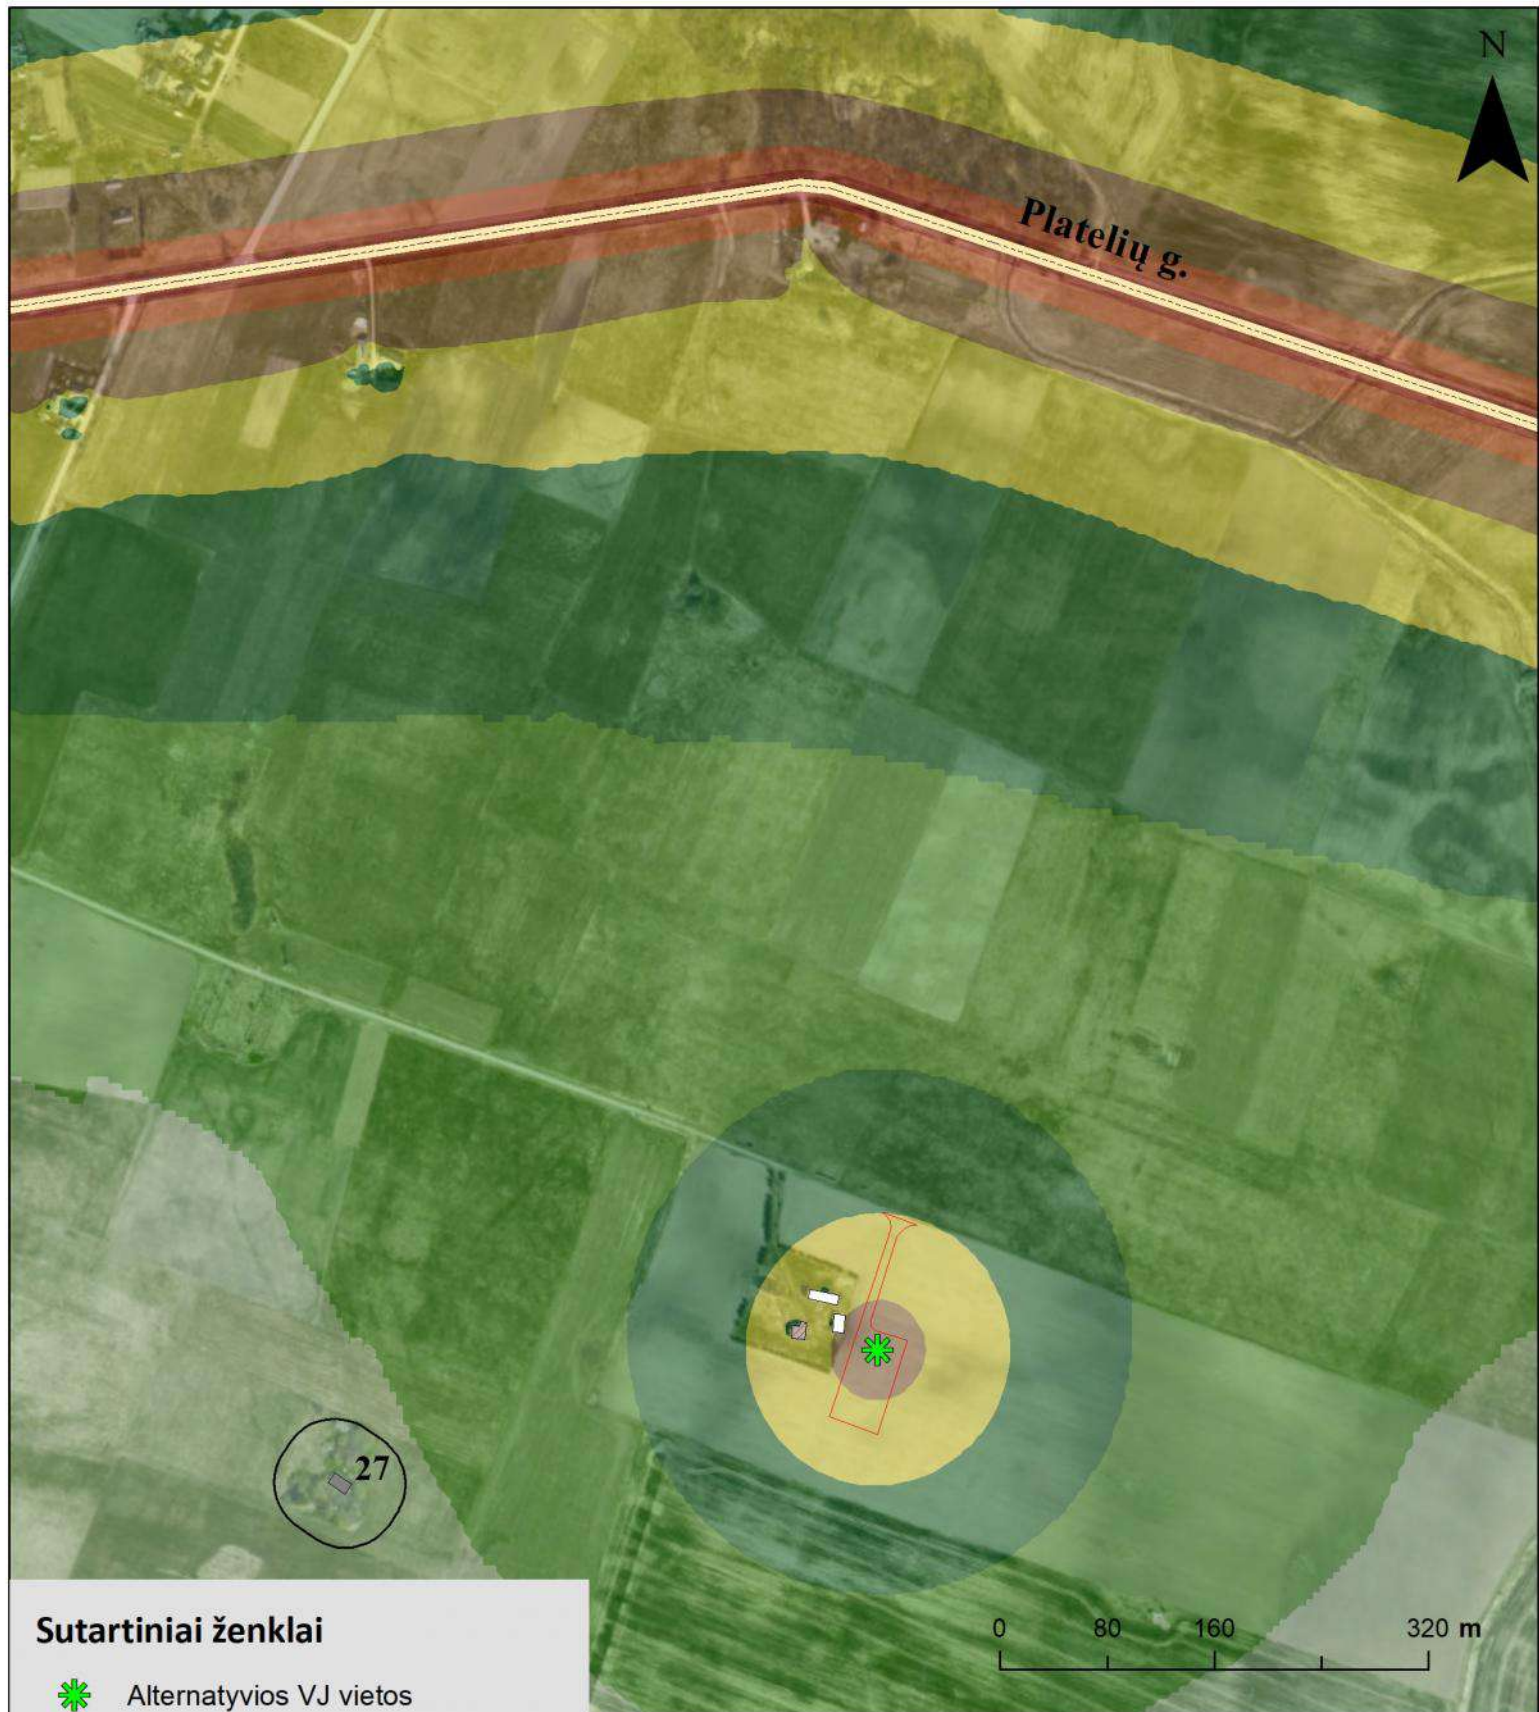 N
Platelių g.
27
0 80 160 320 m
Sutartiniai ženklai
Alternatyvios VJ vietos